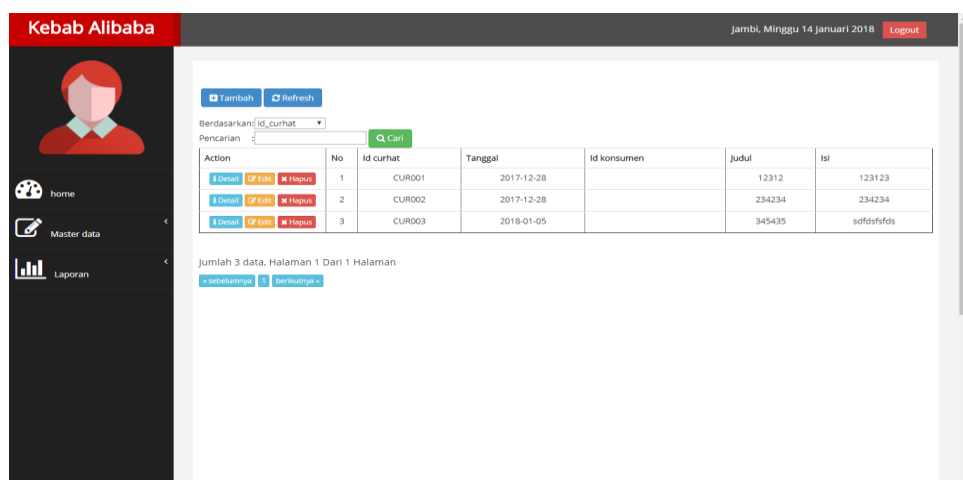 Kebab Alibaba
Jambi, Minggu 14 Januari 2018 Logout
home
Master data
Laporan
Tambah Refresh
Berdasarkan: id_curhat
Pencarian : Cari
Action No Id curhat Tanggal Id konsumen Judul Isi
Detail Edit Hapus 1 CUR001 2017-12-28 12312 123123
Detail Edit Hapus 2 CUR002 2017-12-28 234234 234234
Detail Edit Hapus 3 CUR003 2018-01-05 345435 sdfdsfsfds
Jumlah 3 data, Halaman 1 Dari 1 Halaman
« sebelumnya 1 berikutnya »